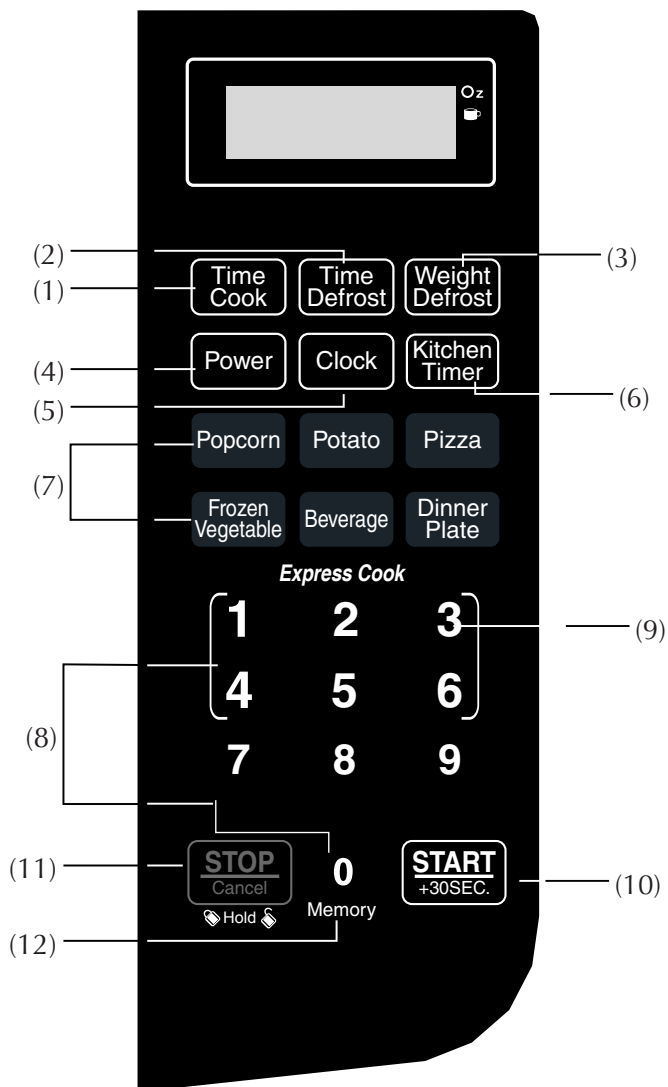 Oz
(2)
(3)
(1)
Time Cook
Time Defrost
Weight Defrost
(4)
Power
Clock
Kitchen Timer
(5)
(6)
(7)
Popcorn
Potato
Pizza
Frozen Vegetable
Beverage
Dinner Plate
Express Cook
1 2 3
(9)
4 5 6
(8)
7 8 9
(11)
STOP
Cancel
0
START
+30SEC.
(10)
Hold
Memory
(12)